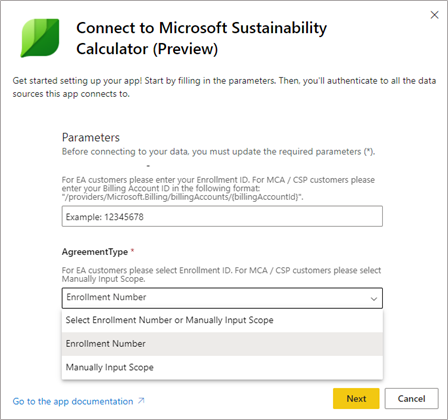 Connect to Microsoft Sustainability
Calculator (Preview)
Get started setting up your app! Start by filling in the parameters. Then, you'll authenticate to all the data
sources this app connects to.
Parameters
Before connecting to your data, you must update the required parameters (*).
For EA customers please enter your Enrollment ID. For MCA / CSP customers please
enter your Billing Account ID in the following format:
"/providers/Microsoft.Billing/billingAccounts/{billingAccountId}".
Example: 12345678
AgreementType *
For EA customers please select Enrollment ID. For MCA / CSP customers please select
Manually Input Scope.
Enrollment Number
Select Enrollment Number or Manually Input Scope
Enrollment Number
Manually Input Scope
Go to the app documentation
Next
Cancel